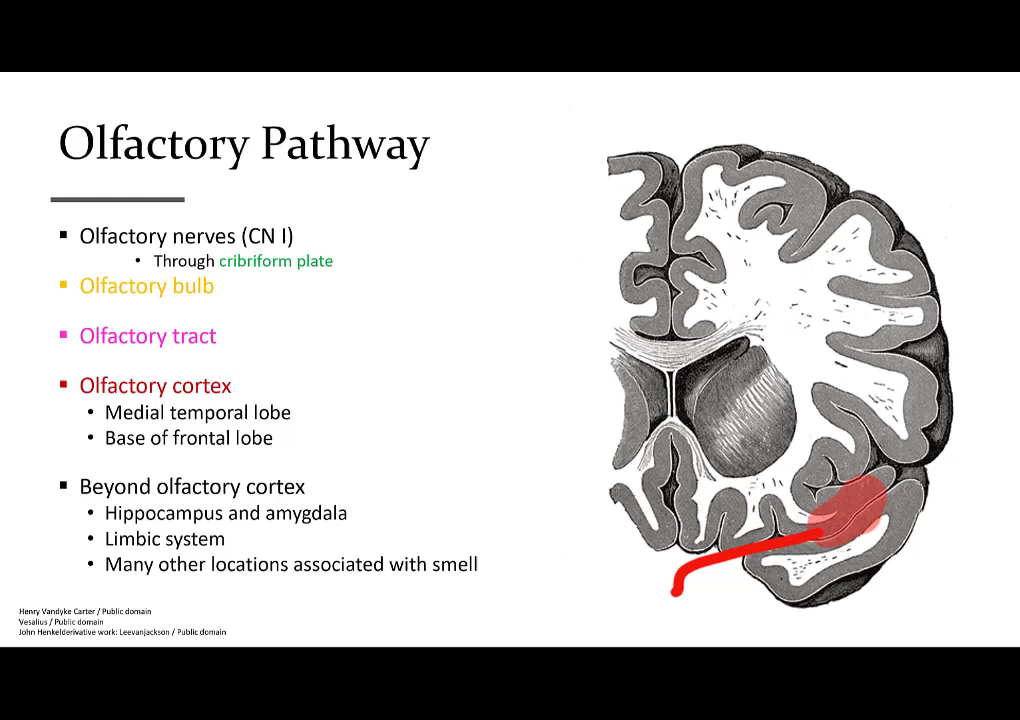 Olfactory Pathway
▪ Olfactory nerves (CN I)
• Through cribriform plate
▪ Olfactory bulb
▪ Olfactory tract
▪ Olfactory cortex
• Medial temporal lobe
• Base of frontal lobe
▪ Beyond olfactory cortex
• Hippocampus and amygdala
• Limbic system
• Many other locations associated with smell
Henry Vandyke Carter / Public domain
Vesalius / Public domain
John Henkelderivative work: Leevanjackson / Public domain